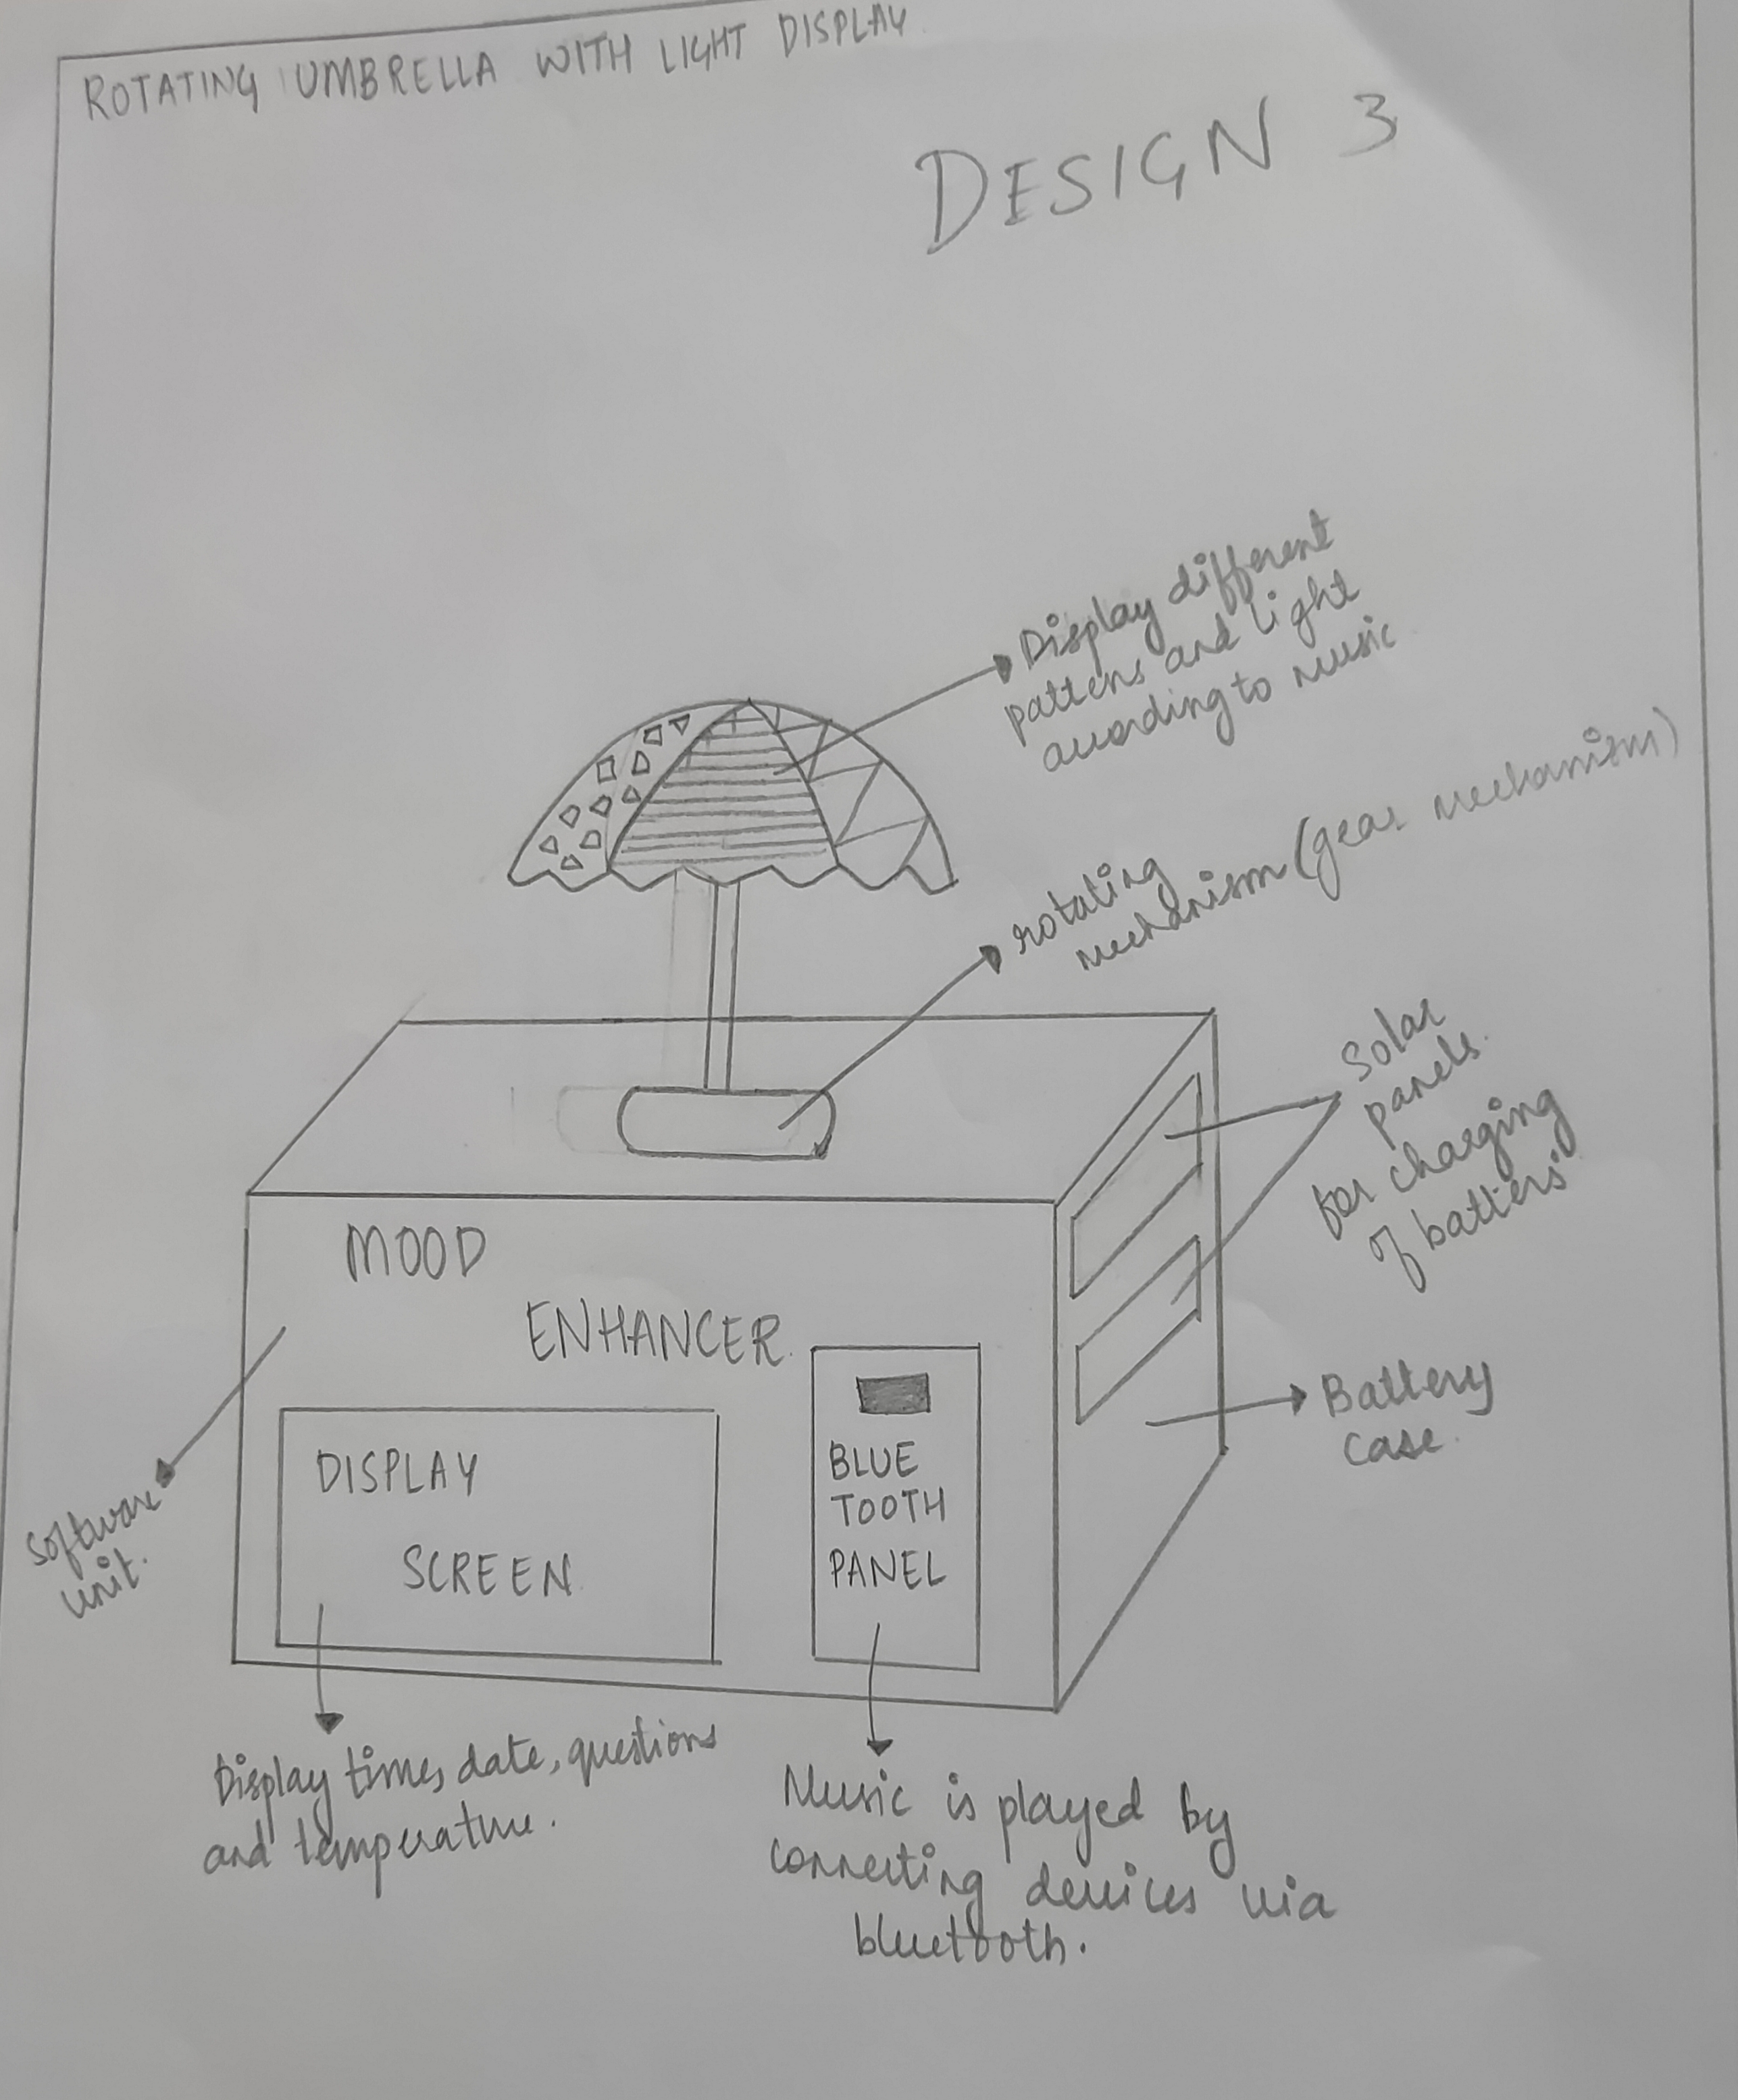 ROTATING UMBRELLA WITH LIGHT DISPLAY
DESIGN 3
Display different
pattens and light
according to music
rotating
mechanism (gear mechanism)
Solar
panels.
for charging
of batteries
MOOD
ENHANCER.
Battery
case.
DISPLAY
SCREEN
BLUE
TOOTH
PANEL
Software
unit.
Display times, date, questions
and temperature.
Music is played by
connecting devices via
bluetooth.